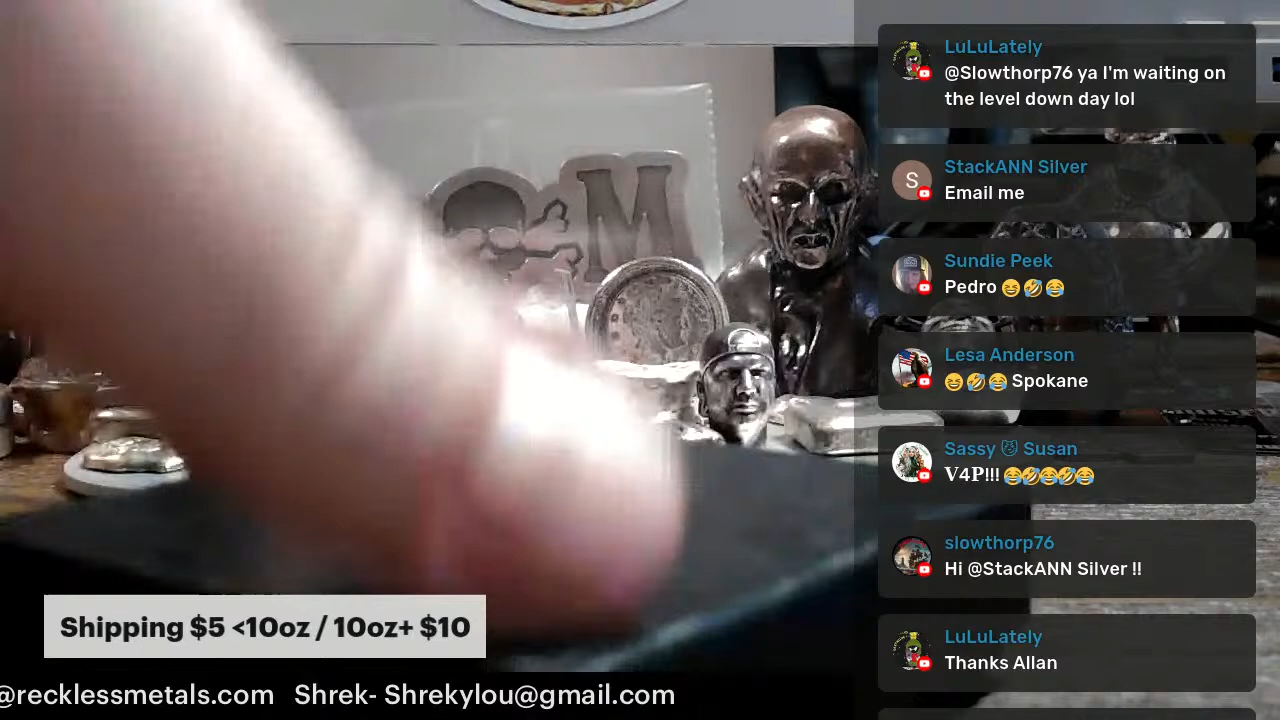 LuLuLately
@Slowthorp76 ya I'm waiting on
the level down day lol
StackANN Silver
S
Email me
Sundie Peek
Pedro 😆🤣😂
Lesa Anderson
😆🤣😂 Spokane
Sassy 😼 Susan
𝐕𝟒𝐏!!! 😂🤣😂🤣😂
slowthorp76
Hi @StackANN Silver !!
LuLuLately
Thanks Allan
M
Shipping $5 <10oz / 10oz+ $10
@recklessmetals.com Shrek- Shrekylou@gmail.com